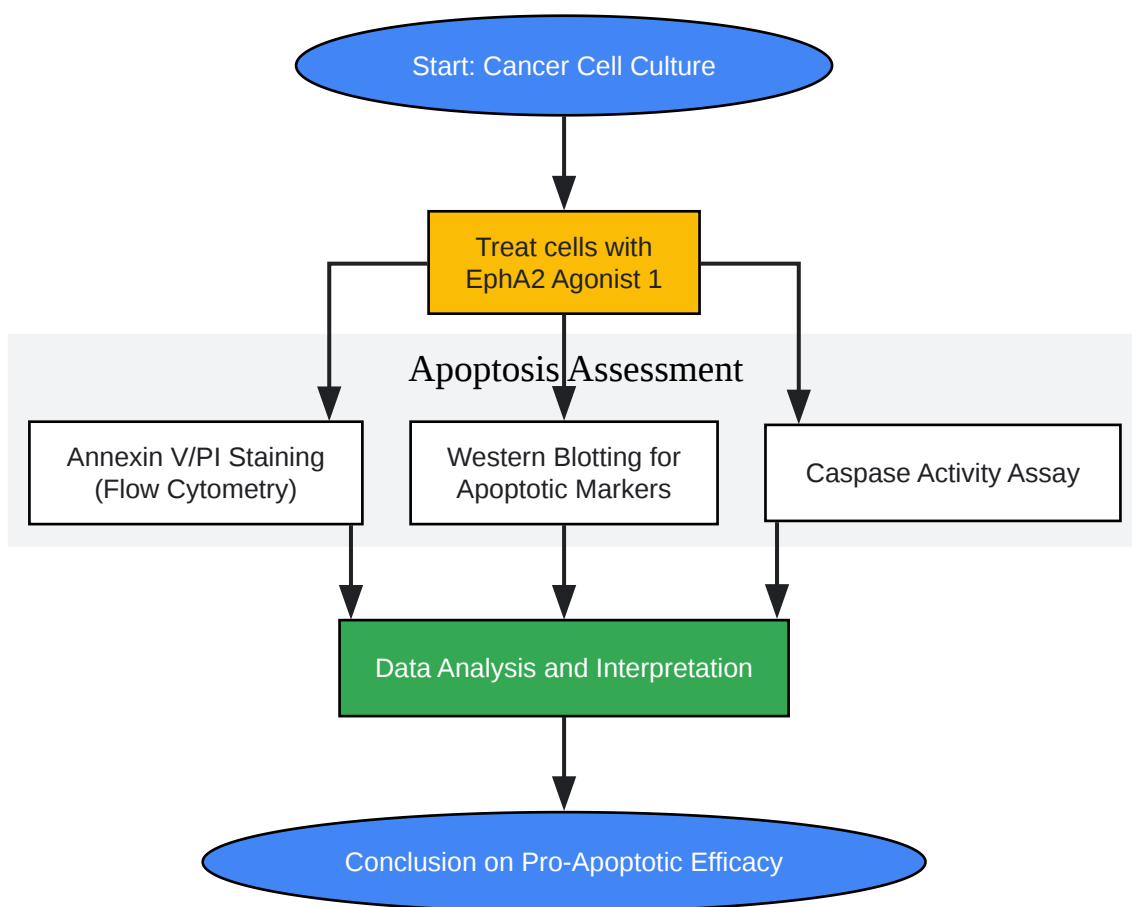 Start: Cancer Cell Culture
Treat cells with
EphA2 Agonist 1
Apoptosis Assessment
Annexin V/PI Staining
(Flow Cytometry)
Western Blotting for
Apoptotic Markers
Caspase Activity Assay
Data Analysis and Interpretation
Conclusion on Pro-Apoptotic Efficacy